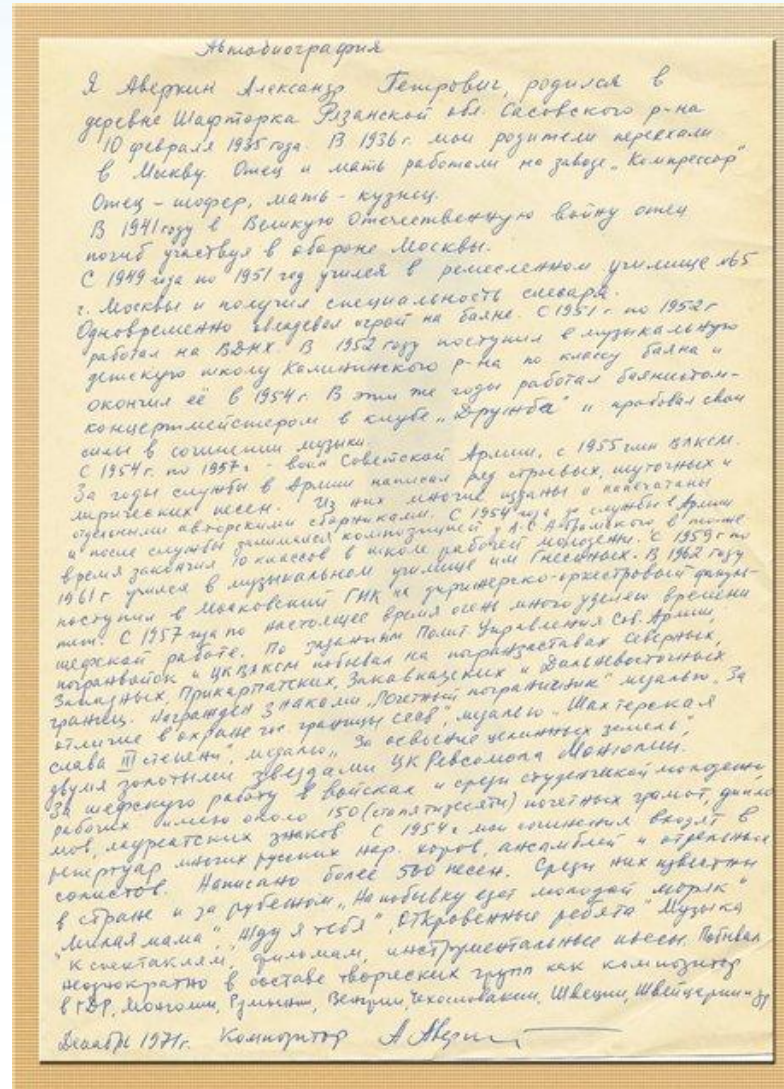 Автобиография
Я Аверкин Александр Петрович, родился в
деревне Шафторка Рязанской обл. Сасовского р-на
10 февраля 1935 года. В 1936 г. мои родители переехали
в Москву. Отец и мать работали на заводе „Компрессор"
Отец - шофер, мать - кузнец.
В 1941 году в Великую Отечественную войну отец
погиб участвуя в обороне Москвы.
С 1949 года по 1951 год учился в ремесленном училище №65
г. Москвы и получил специальность слесаря.
Одновременно овладевал игрой на баяне. С 1951 г. по 1952 г
работал на ВДНХ. В 1952 году поступил в музыкальную
детскую школу Калининского р-на по классу баяна и
окончил её в 1954 г. В эти же годы работал баянистом-
концертмейстером в клубе „Дружба" и пробовал свои
силы в сочинении музыки.
С 1954 г. по 1957 г - воин Советской Армии, с 1955 член ВЛКСМ.
За годы службы в Армии написал ряд строевых, шуточных и
лирических песен. Из них многие изданы и напечатаны
отдельными авторскими сборниками. С 1954 года до службы в Армии
и после службы занимался композицией у А.С. Абрамского в то же
время закончил 10 классов в школе рабочей молодежи. С 1959 г по
1961 г. учился в музыкальном училище им Гнесиных. В 1962 году
поступил в Московский ГИК на дирижерско-оркестровый факуль-
тет. С 1957 года по настоящее время очень много уделяю времени
шефской работе. По заданиям Полит Управления Сов. Армии,
погранвойск и ЦК ВЛКСМ побывал на погранзаставах Северных,
Западных, Прикарпатских, Закавказских и Дальневосточных
границ. Награжден знаками „Почетный пограничник" медалью „За
отличие в охране гос границы СССР", медалью „Шахтерская
слава III степени", медалью „За освоение целинных земель",
двумя золотыми звездами ЦК Ревсомола Монголии.
За шефскую работу в войсках и среди студенческой молодежи,
рабочих имею около 150 (ста пятидесяти) почетных грамот, дипло
мов, лауреатских знаков. С 1954 г. мои сочинения входят в
репертуар многих русских нар. хоров, ансамблей и отдельных
солистов. Написано более 500 песен. Среди них известны
в стране и за рубежом „На побывку едет молодой моряк"
"Милая мама", "Жду я тебя", "Откровенные ребята" Музыка
к спектаклям, фильмам, инструментальные пьесы. Побывал
неоднократно в составе творческих групп как композитор
в ГДР, Монголии, Румынии, Венгрии, Чехословакии, Швеции, Швейцарии и др
Декабрь 1971 г. Композитор А Аверкин